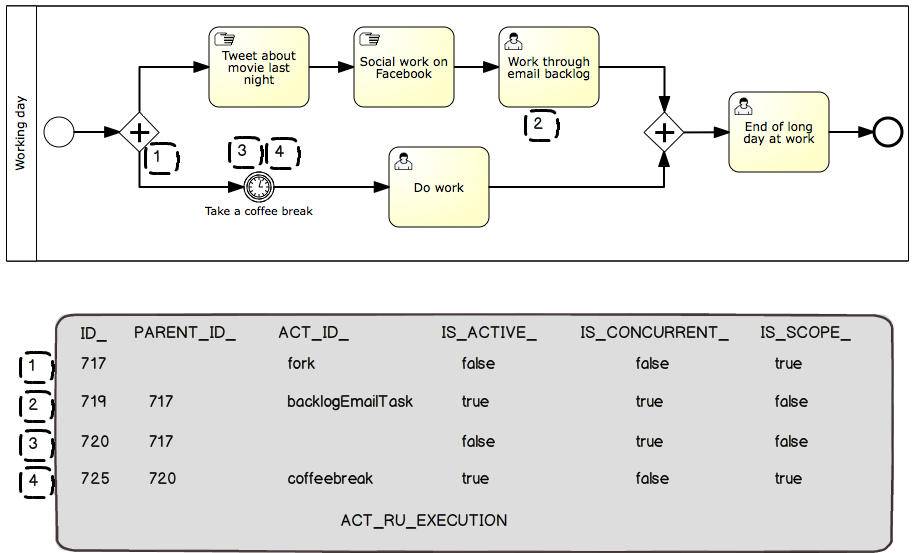 Working day
Tweet about
movie last
night
Social work on
Facebook
Work through
email backlog
2
1
3 4
Take a coffee break
Do work
End of long
day at work
ID_ PARENT_ID_ ACT_ID_ IS_ACTIVE_ IS_CONCURRENT_ IS_SCOPE_
1 717 fork false false true
2 719 717 backlogEmailTask true true false
3 720 717 false true false
4 725 720 coffeebreak true false true
ACT_RU_EXECUTION